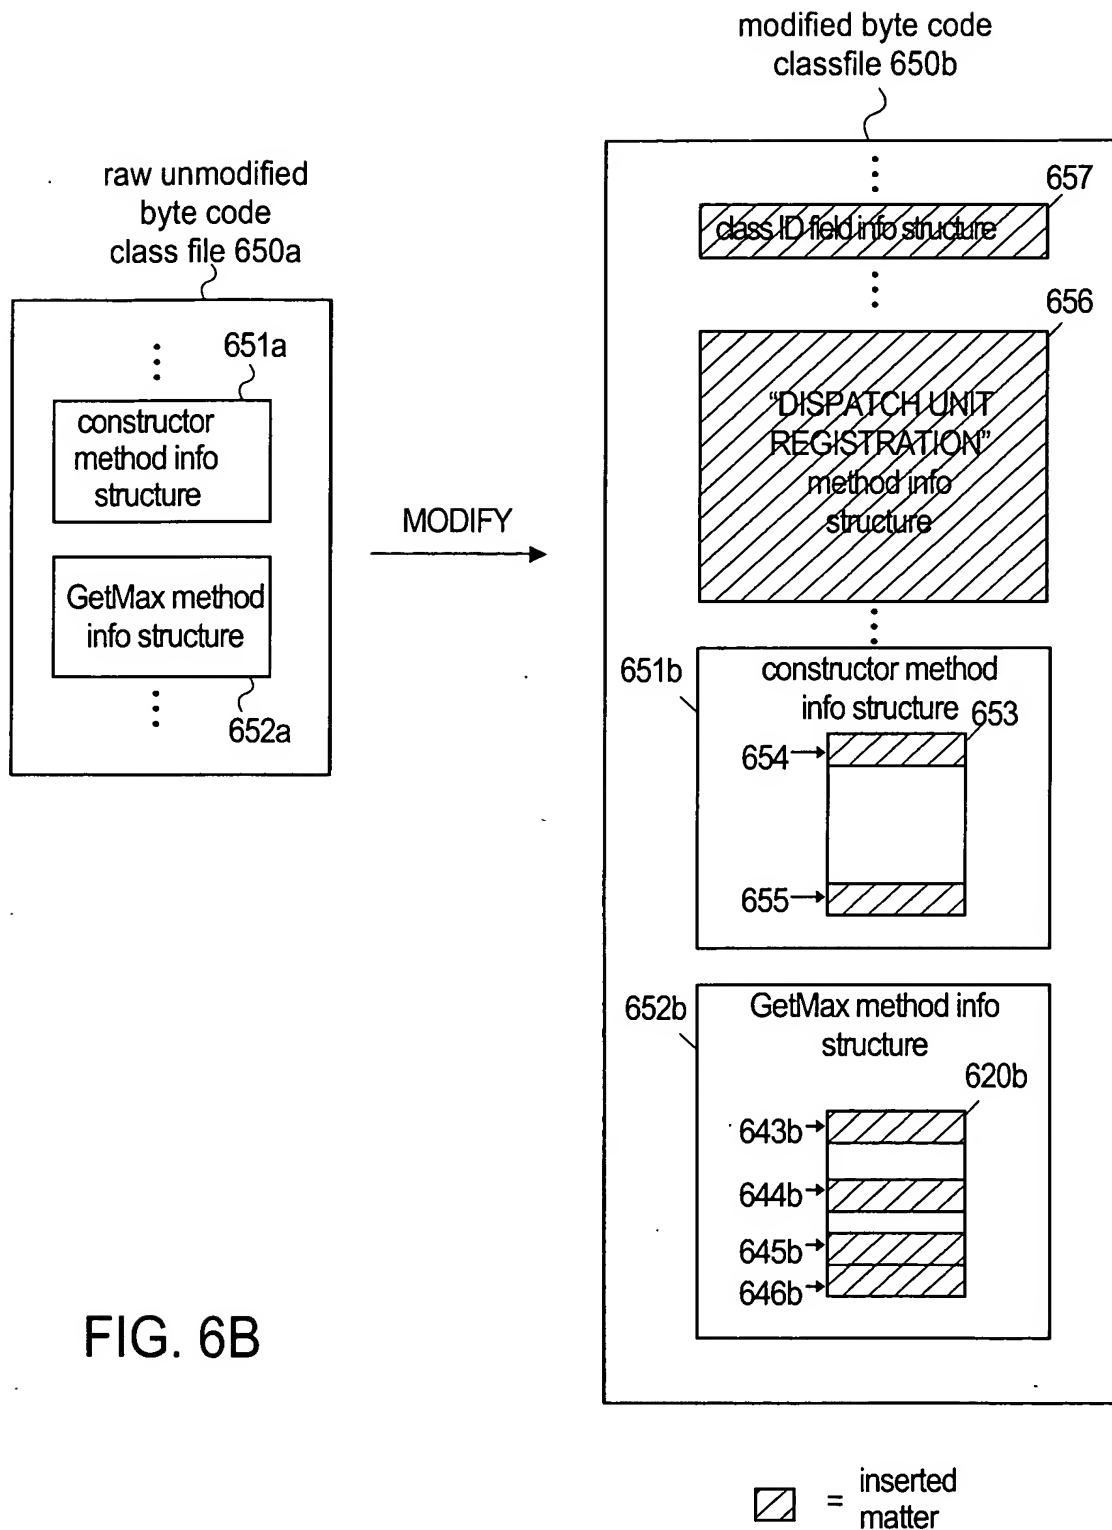 modified byte code
classfile 650b
raw unmodified
byte code
class file 650a
651a
constructor
method info
structure
GetMax method
info structure
652a
MODIFY
657
class ID field info structure
656
“DISPATCH UNIT
REGISTRATION”
method info
structure
651b
constructor method
info structure
653
654
655
652b
GetMax method info
structure
620b
643b
644b
645b
646b
FIG. 6B
= inserted
matter